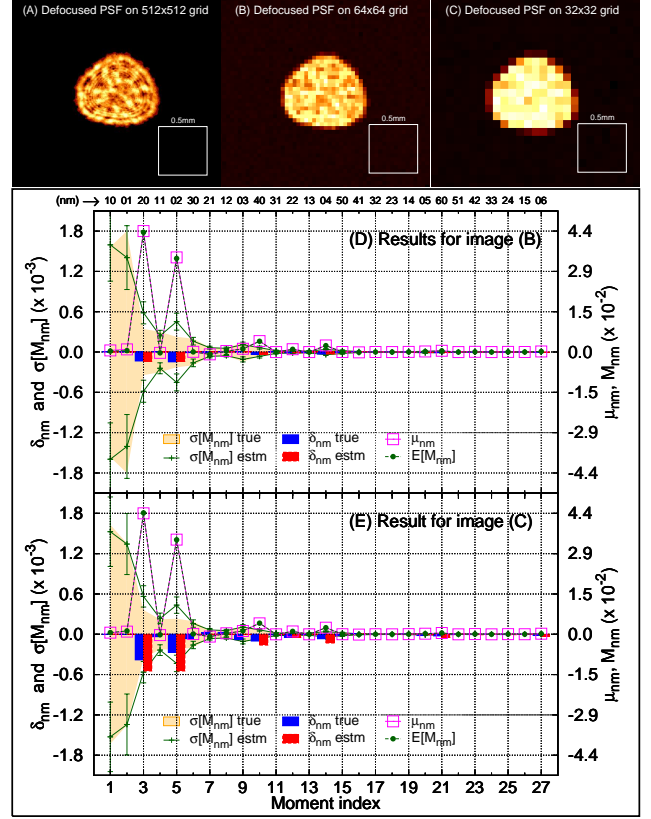 (A) Defocused PSF on 512x512 grid
(B) Defocused PSF on 64x64 grid
(C) Defocused PSF on 32x32 grid
0.5mm
0.5mm
0.5mm
(nm) → 10 01 20 11 02 30 21 12 03 40 31 22 13 04 50 41 32 23 14 05 60 51 42 33 24 15 06
(D) Results for image (B)
1.8 4.4
1.2 2.9
0.6 1.5
0.0 0.0
-0.6 -1.5
-1.2 -2.9
-1.8 -4.4
δnm and σ[Mnm] (x 10-3)
μnm, Mnm (x 10-2)
σ[Mnm] true δnm true μnm
σ[Mnm] estm δnm estm E[Mnm]
(E) Result for image (C)
1.8 4.4
1.2 2.9
0.6 1.5
0.0 0.0
-0.6 -1.5
-1.2 -2.9
-1.8 -4.4
δnm and σ[Mnm] (x 10-3)
μnm, Mnm (x 10-2)
σ[Mnm] true δnm true μnm
σ[Mnm] estm δnm estm E[Mnm]
1 3 5 7 9 11 13 15 17 19 21 23 25 27
Moment index